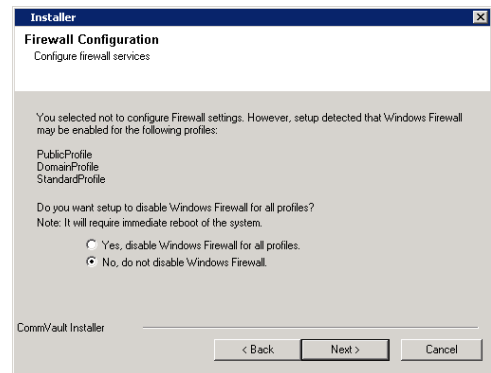 Installer
Firewall Configuration
Configure firewall services
You selected not to configure Firewall settings. However, setup detected that Windows Firewall
may be enabled for the following profiles:
PublicProfile
DomainProfile
StandardProfile
Do you want setup to disable Windows Firewall for all profiles?
Note: It will require immediate reboot of the system.
Yes, disable Windows Firewall for all profiles.
No, do not disable Windows Firewall.
CommVault Installer
< Back
Next >
Cancel